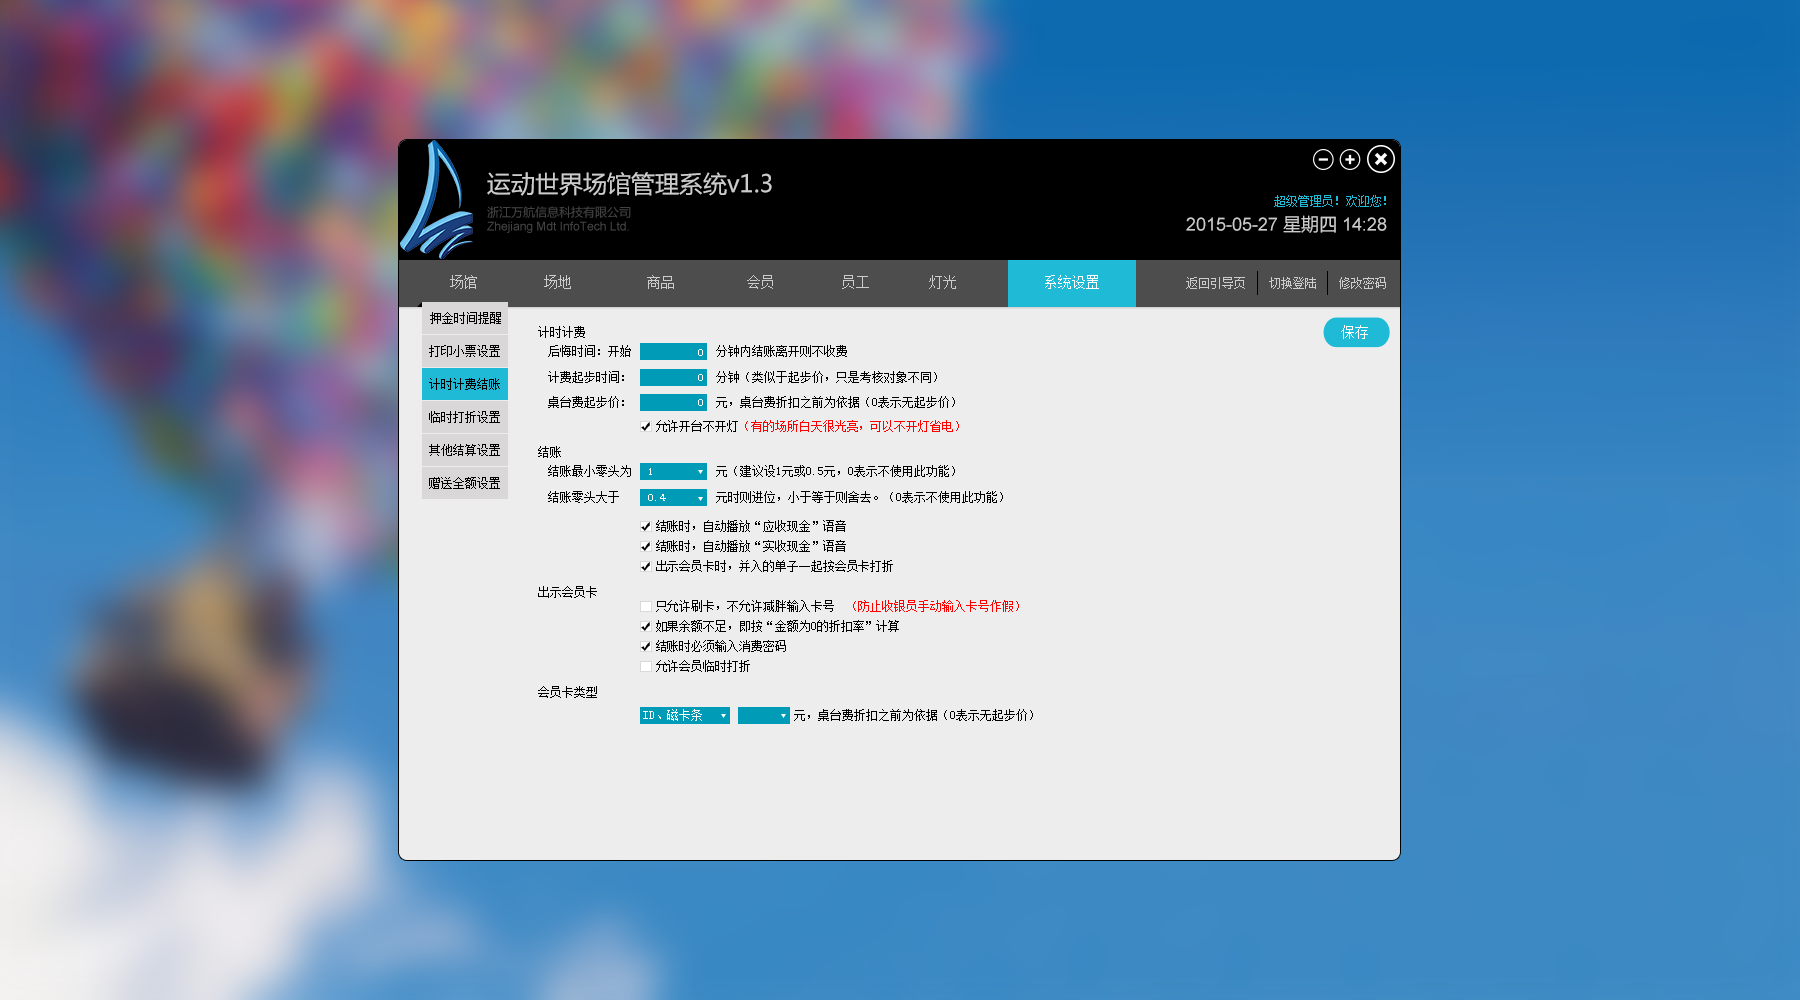 运动世界场馆管理系统v1.3
浙江万航信息科技有限公司
Zhejiang Mdt InfoTech Ltd.
超级管理员！欢迎您！
2015-05-27 星期四 14:28
场馆 场地 商品 会员 员工 灯光 系统设置 返回引导页 切换登陆 修改密码
押金时间提醒
打印小票设置
计时计费结账
临时打折设置
其他结算设置
赠送全额设置
保存
计时计费
后悔时间：开始 0 分钟内结账离开则不收费
计费起步时间： 0 分钟（类似于起步价，只是考核对象不同）
桌台费起步价： 0 元，桌台费折扣之前为依据（0表示无起步价）
允许开台不开灯（有的场所白天很光亮，可以不开灯省电）
结账
结账最小零头为 1 元（建议设1元或0.5元，0表示不使用此功能）
结账零头大于 0.4 元时则进位，小于等于则舍去。（0表示不使用此功能）
结账时，自动播放“应收现金”语音
结账时，自动播放“实收现金”语音
出示会员卡时，并入的单子一起按会员卡打折
出示会员卡
只允许刷卡，不允许减胖输入卡号 （防止收银员手动输入卡号作假）
如果余额不足，即按“金额为0的折扣率”计算
结账时必须输入消费密码
允许会员临时打折
会员卡类型
ID、磁卡条 元，桌台费折扣之前为依据（0表示无起步价）